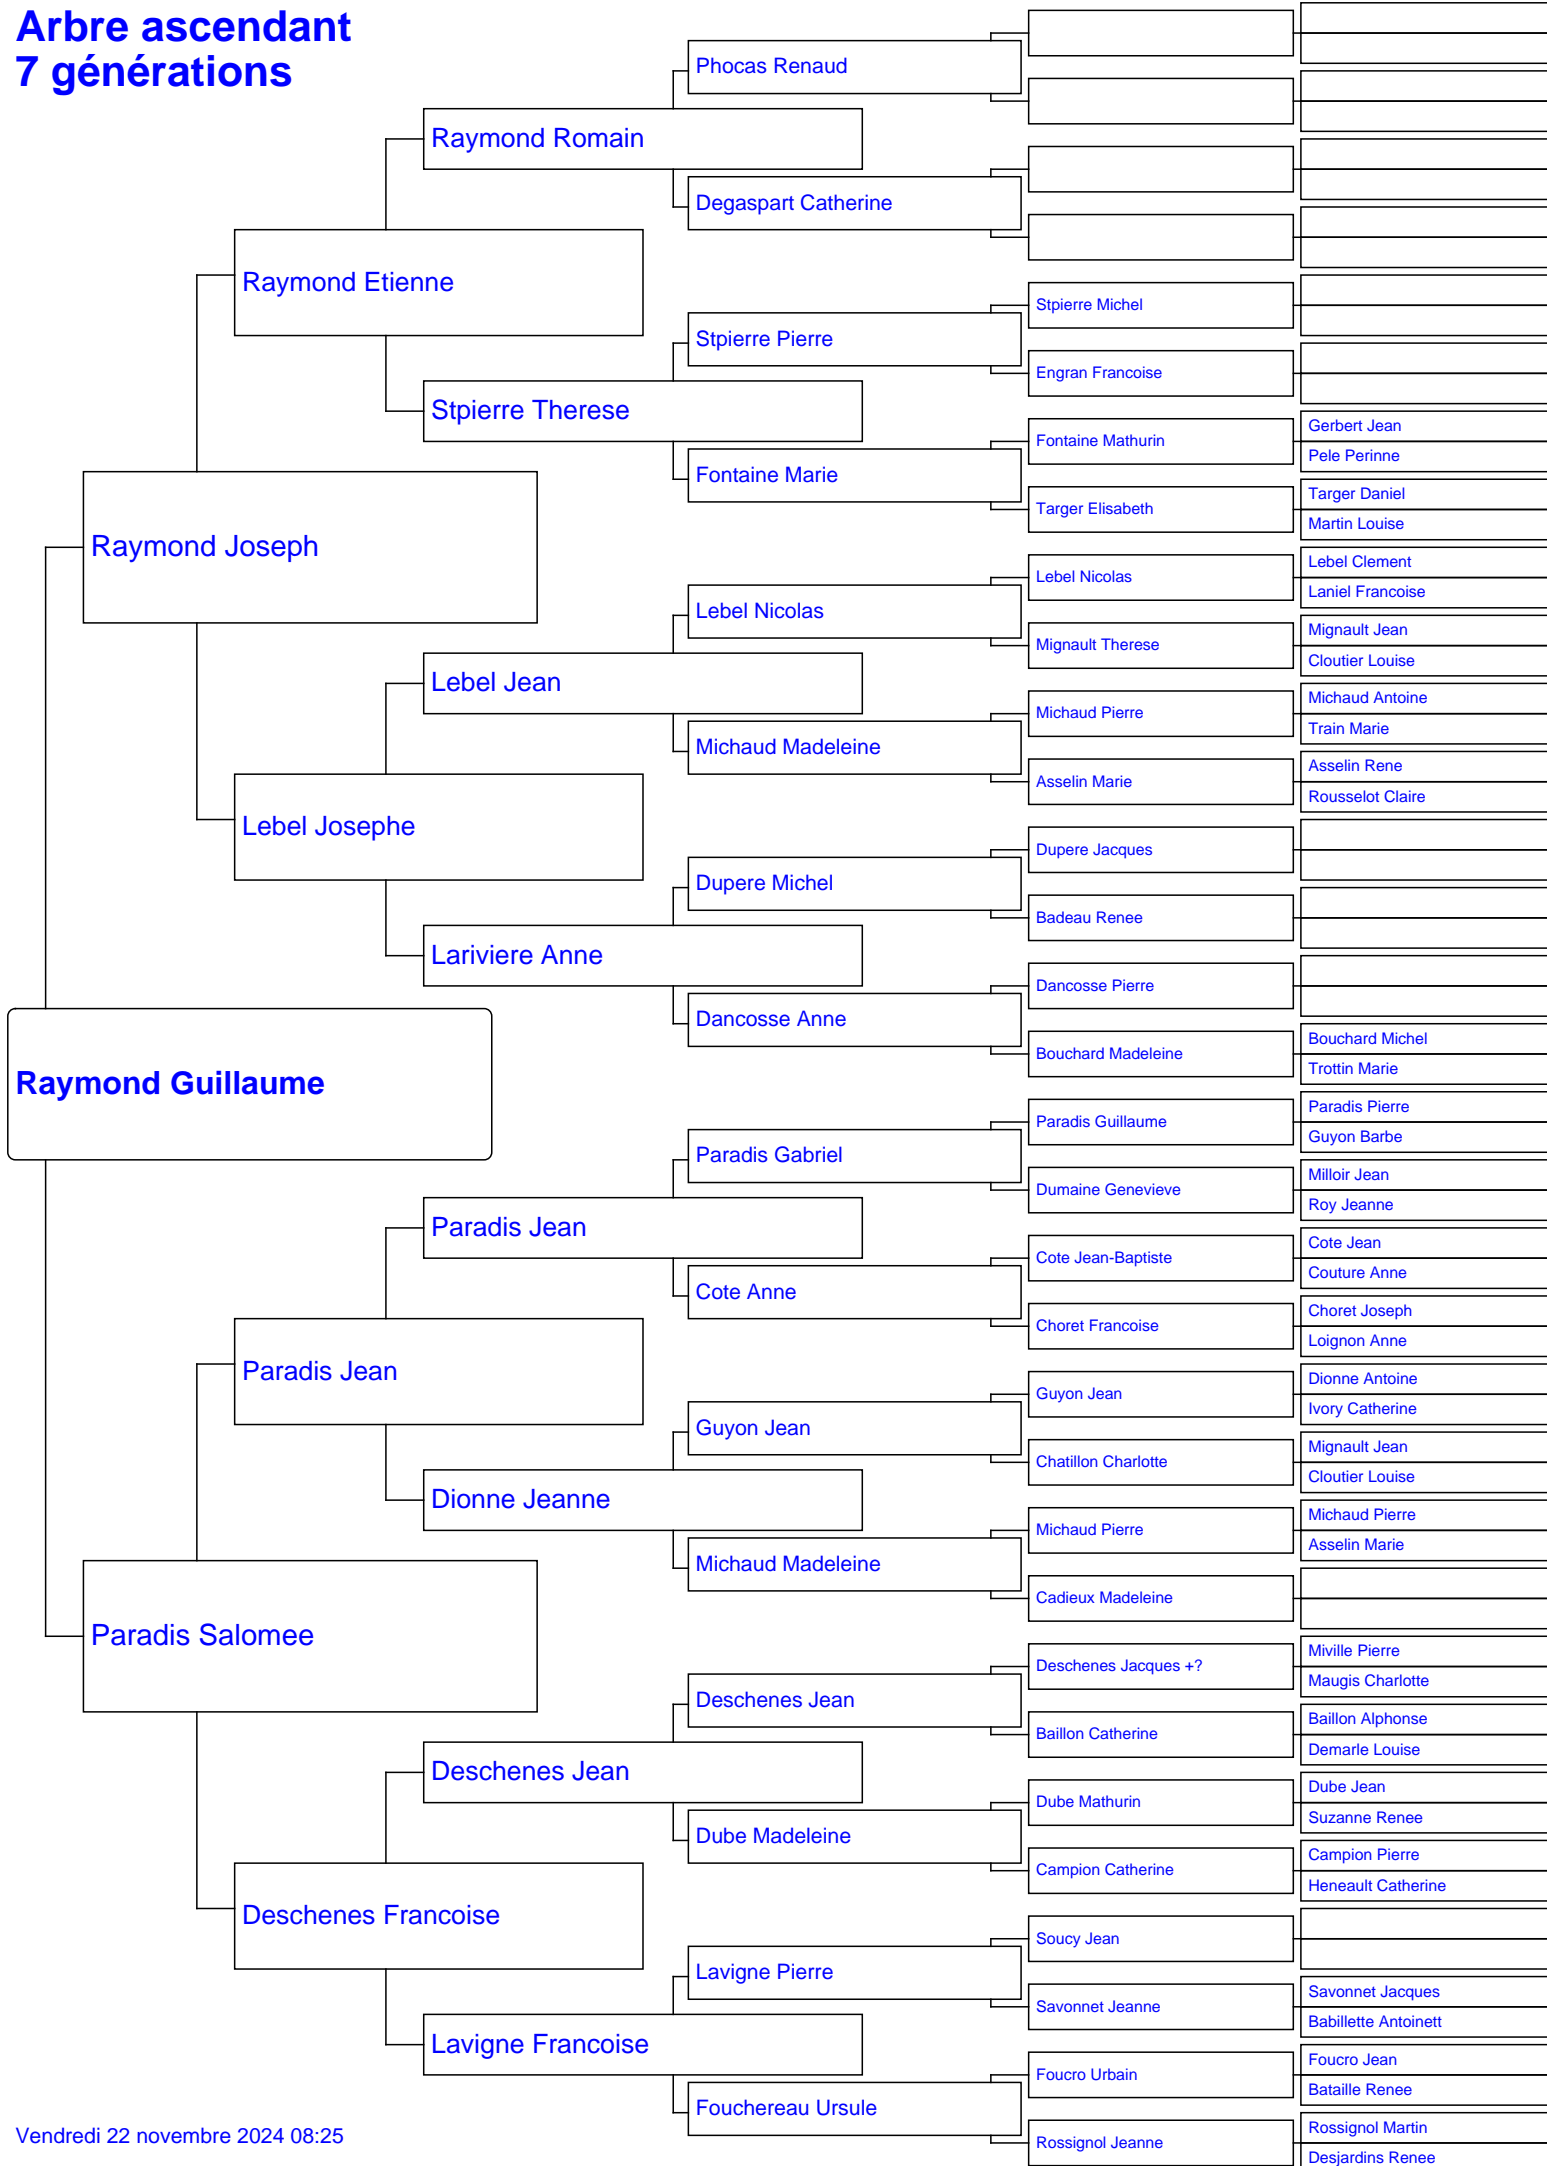 Arbre ascendant
7 générations
Phocas Renaud
Raymond Romain
Degaspart Catherine
Raymond Etienne
Stpierre Michel
Stpierre Pierre
Engran Francoise
Stpierre Therese
Gerbert Jean
Fontaine Mathurin
Pele Perinne
Fontaine Marie
Targer Daniel
Targer Elisabeth
Martin Louise
Raymond Joseph
Lebel Clement
Lebel Nicolas
Laniel Francoise
Lebel Nicolas
Mignault Jean
Mignault Therese
Cloutier Louise
Lebel Jean
Michaud Antoine
Michaud Pierre
Train Marie
Michaud Madeleine
Asselin Rene
Asselin Marie
Rousselot Claire
Lebel Josephe
Dupere Jacques
Dupere Michel
Badeau Renee
Lariviere Anne
Dancosse Pierre
Dancosse Anne
Bouchard Michel
Bouchard Madeleine
Trottin Marie
Raymond Guillaume
Paradis Pierre
Paradis Guillaume
Guyon Barbe
Paradis Gabriel
Milloir Jean
Dumaine Genevieve
Roy Jeanne
Paradis Jean
Cote Jean
Cote Jean-Baptiste
Couture Anne
Cote Anne
Choret Joseph
Choret Francoise
Loignon Anne
Paradis Jean
Dionne Antoine
Guyon Jean
Ivory Catherine
Guyon Jean
Mignault Jean
Chatillon Charlotte
Cloutier Louise
Dionne Jeanne
Michaud Pierre
Michaud Pierre
Asselin Marie
Michaud Madeleine
Cadieux Madeleine
Paradis Salomee
Miville Pierre
Deschenes Jacques +?
Maugis Charlotte
Deschenes Jean
Baillon Alphonse
Baillon Catherine
Demarle Louise
Deschenes Jean
Dube Jean
Dube Mathurin
Suzanne Renee
Dube Madeleine
Campion Pierre
Campion Catherine
Heneault Catherine
Deschenes Francoise
Soucy Jean
Lavigne Pierre
Savonnet Jacques
Savonnet Jeanne
Babillette Antoinett
Lavigne Francoise
Foucro Jean
Foucro Urbain
Bataille Renee
Fouchereau Ursule
Rossignol Martin
Rossignol Jeanne
Desjardins Renee
Vendredi 22 novembre 2024 08:25